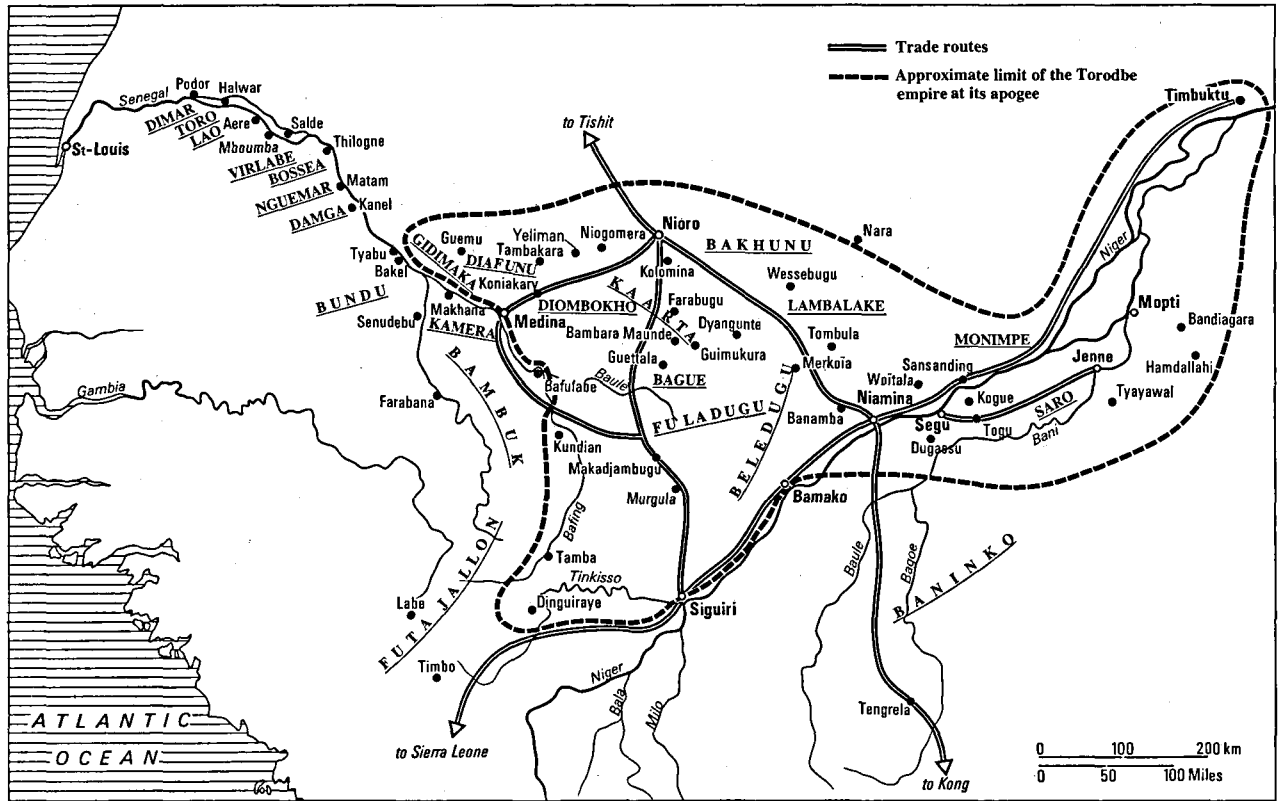 Trade routes
Approximate limit of the Torodbe
empire at its apogee
Timbuktu
Podor
Halwar
Senegal
DIMAR
TORO
LAO
Aere
Salde
Mboumba
Thilogne
St-Louis
VIRLABE
BOSSEA
to Tishit
NGUEMAR
Matam
DAMGA
Kanel
Nioro
Nara
Niger
Tyabu
Bakel
GIDIMAKA
Guemu
Yeliman
Tambakara
Niogomera
BAKHUNU
DIAFUNU
Kolomina
Wessebugu
BUNDU
Koniakary
KAARTA
Makhana
DIOMBOKHO
Farabugu
LAMBALAKE
Mopti
Senudebu
KAMERA
Medina
Bambara Maunde
Dyangunte
Tombula
MONIMPE
Bandiagara
Guettala
Guimukura
Merkoïa
Sansanding
Jenne
Hamdallahi
Gambia
BAMBUK
Bafulabe
Baule
BAGUE
Woïtala
Kogue
Tyayawal
Farabana
FULADUGU
BELEDUGU
Banamba
Niamina
Segu
Togu
SARO
Bani
Kundian
Dugassu
Makadjambugu
Murgula
Bamako
Bafing
FUTA JALLON
Tamba
Baule
Bagoe
BANINKO
Tinkisso
Labe
Dinguiraye
Siguiri
Timbo
Niger
Bala
Milo
Tengrela
ATLANTIC
OCEAN
to Sierra Leone
to Kong
0 100 200 km
0 50 100 Miles